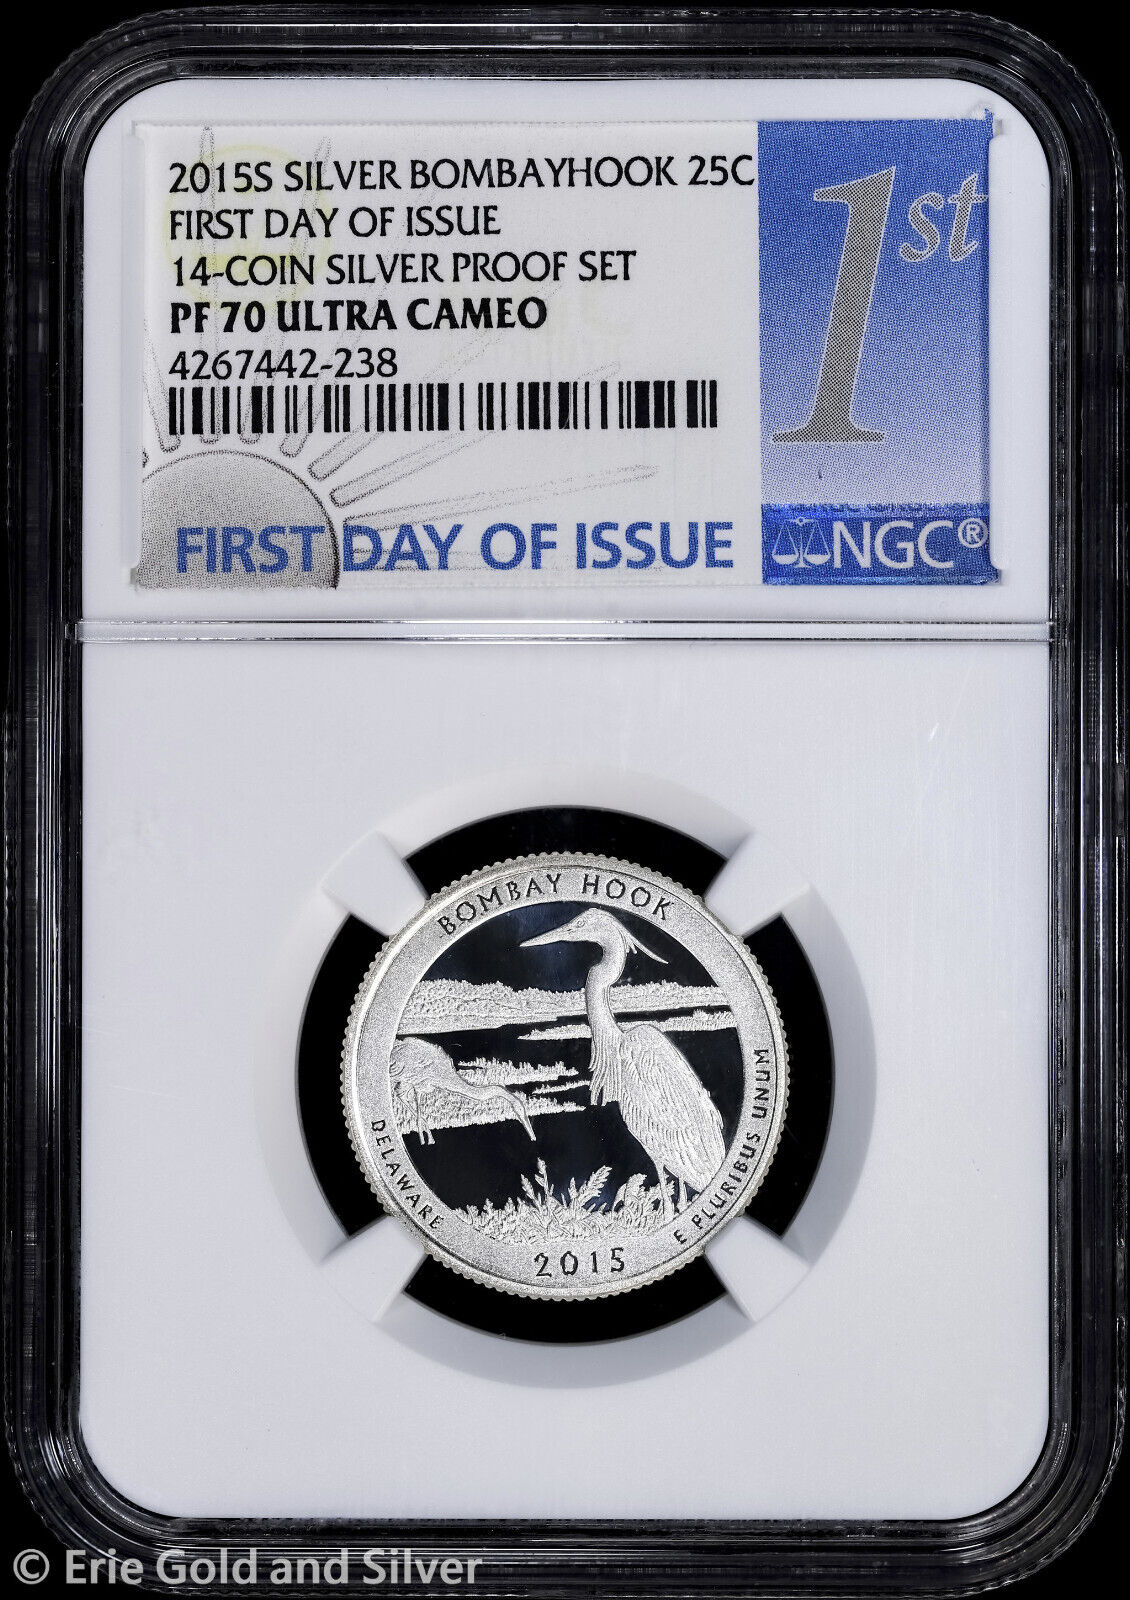 2015S SILVER BOMBAYHOOK 25C
FIRST DAY OF ISSUE
14-COIN SILVER PROOF SET
PF 70 ULTRA CAMEO
4267442-238
1st
FIRST DAY OF ISSUE
NGC®
BOMBAY HOOK
DELAWARE
E PLURIBUS UNUM
2015
© Erie Gold and Silver